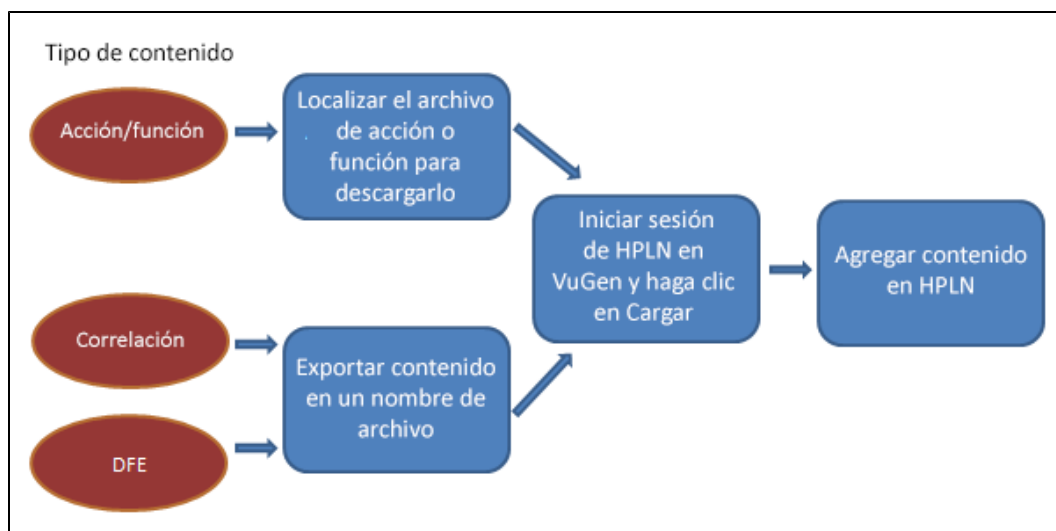 Tipo de contenido
Acción/función
Localizar el archivo
de acción o
función para
descargarlo
Iniciar sesión
de HPLN en
VuGen y haga clic
en Cargar
Agregar contenido
en HPLN
Correlación
Exportar contenido
en un nombre de
archivo
DFE